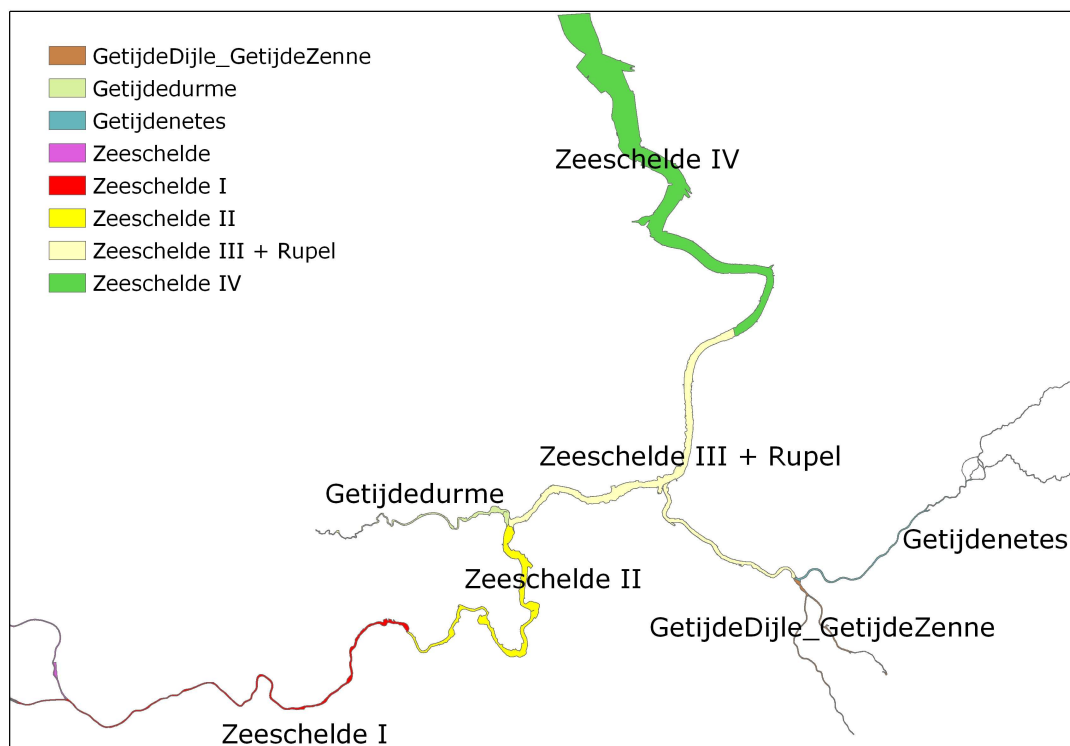 GetijdeDijle_GetijdeZenne
Getijdedurme
Getijdenetes
Zeeschelde
Zeeschelde I
Zeeschelde II
Zeeschelde III + Rupel
Zeeschelde IV
Zeeschelde IV
Zeeschelde III + Rupel
Getijdedurme
Getijdenetes
Zeeschelde II
GetijdeDijle_GetijdeZenne
Zeeschelde I